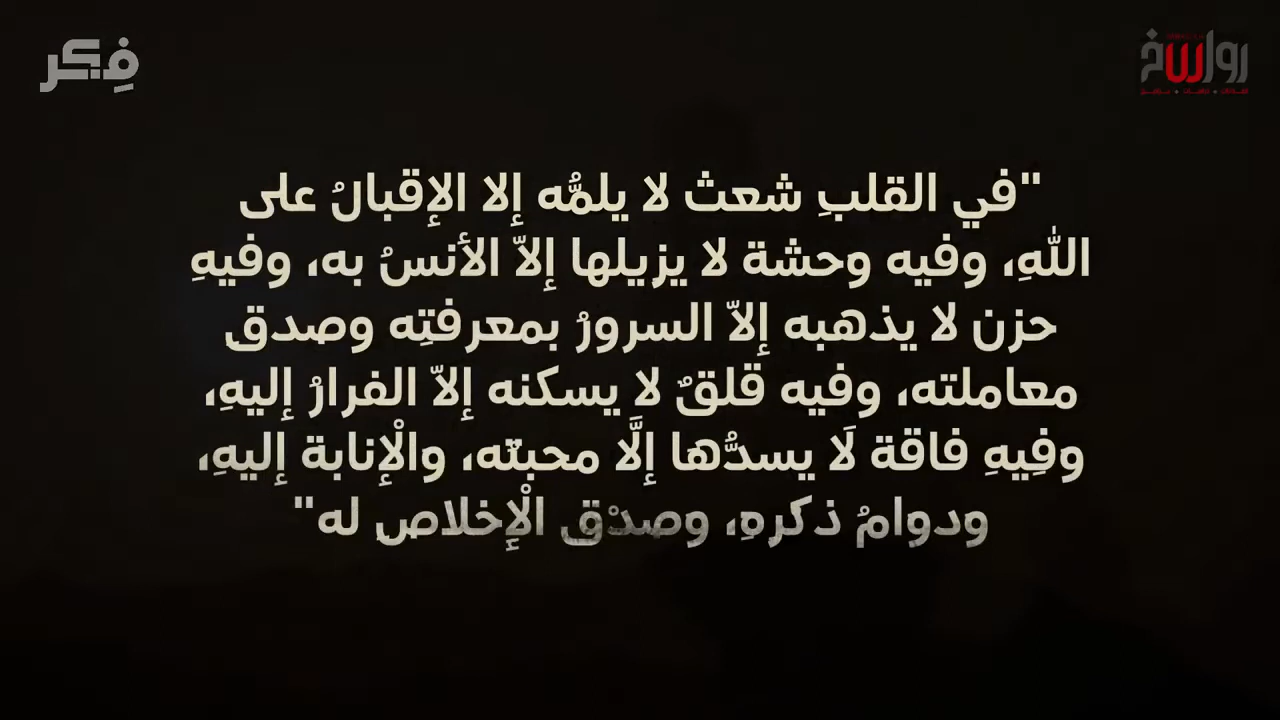 فِكر
رواسخ
"في القلبِ شعث لا يلمُّه إلا الإقبالُ على
اللهِ، وفيه وحشة لا يزيلها إلاّ الأنسُ به، وفيهِ
حزن لا يذهبه إلاّ السرورُ بمعرفتِه وصدق
معاملته، وفيه قلقٌ لا يسكنه إلاّ الفرارُ إليهِ،
وفِيهِ فاقة لَا يسدُّها إلَّا محبتٌه، والْإنابة إليهِ،
ودوامُ ذكرهِ، وصدْق الْإخلاصِ له"